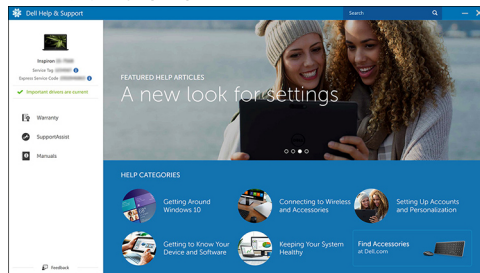 Dell Help & Support
Search
Inspiron
Service Tag
Express Service Code
Important drivers are current
Warranty
SupportAssist
Manuals
Feedback
FEATURED HELP ARTICLES
A new look for settings
HELP CATEGORIES
Getting Around
Windows 10
Connecting to Wireless
and Accessories
Setting Up Accounts
and Personalization
Getting to Know Your
Device and Software
Keeping Your System
Healthy
Find Accessories
at Dell.com